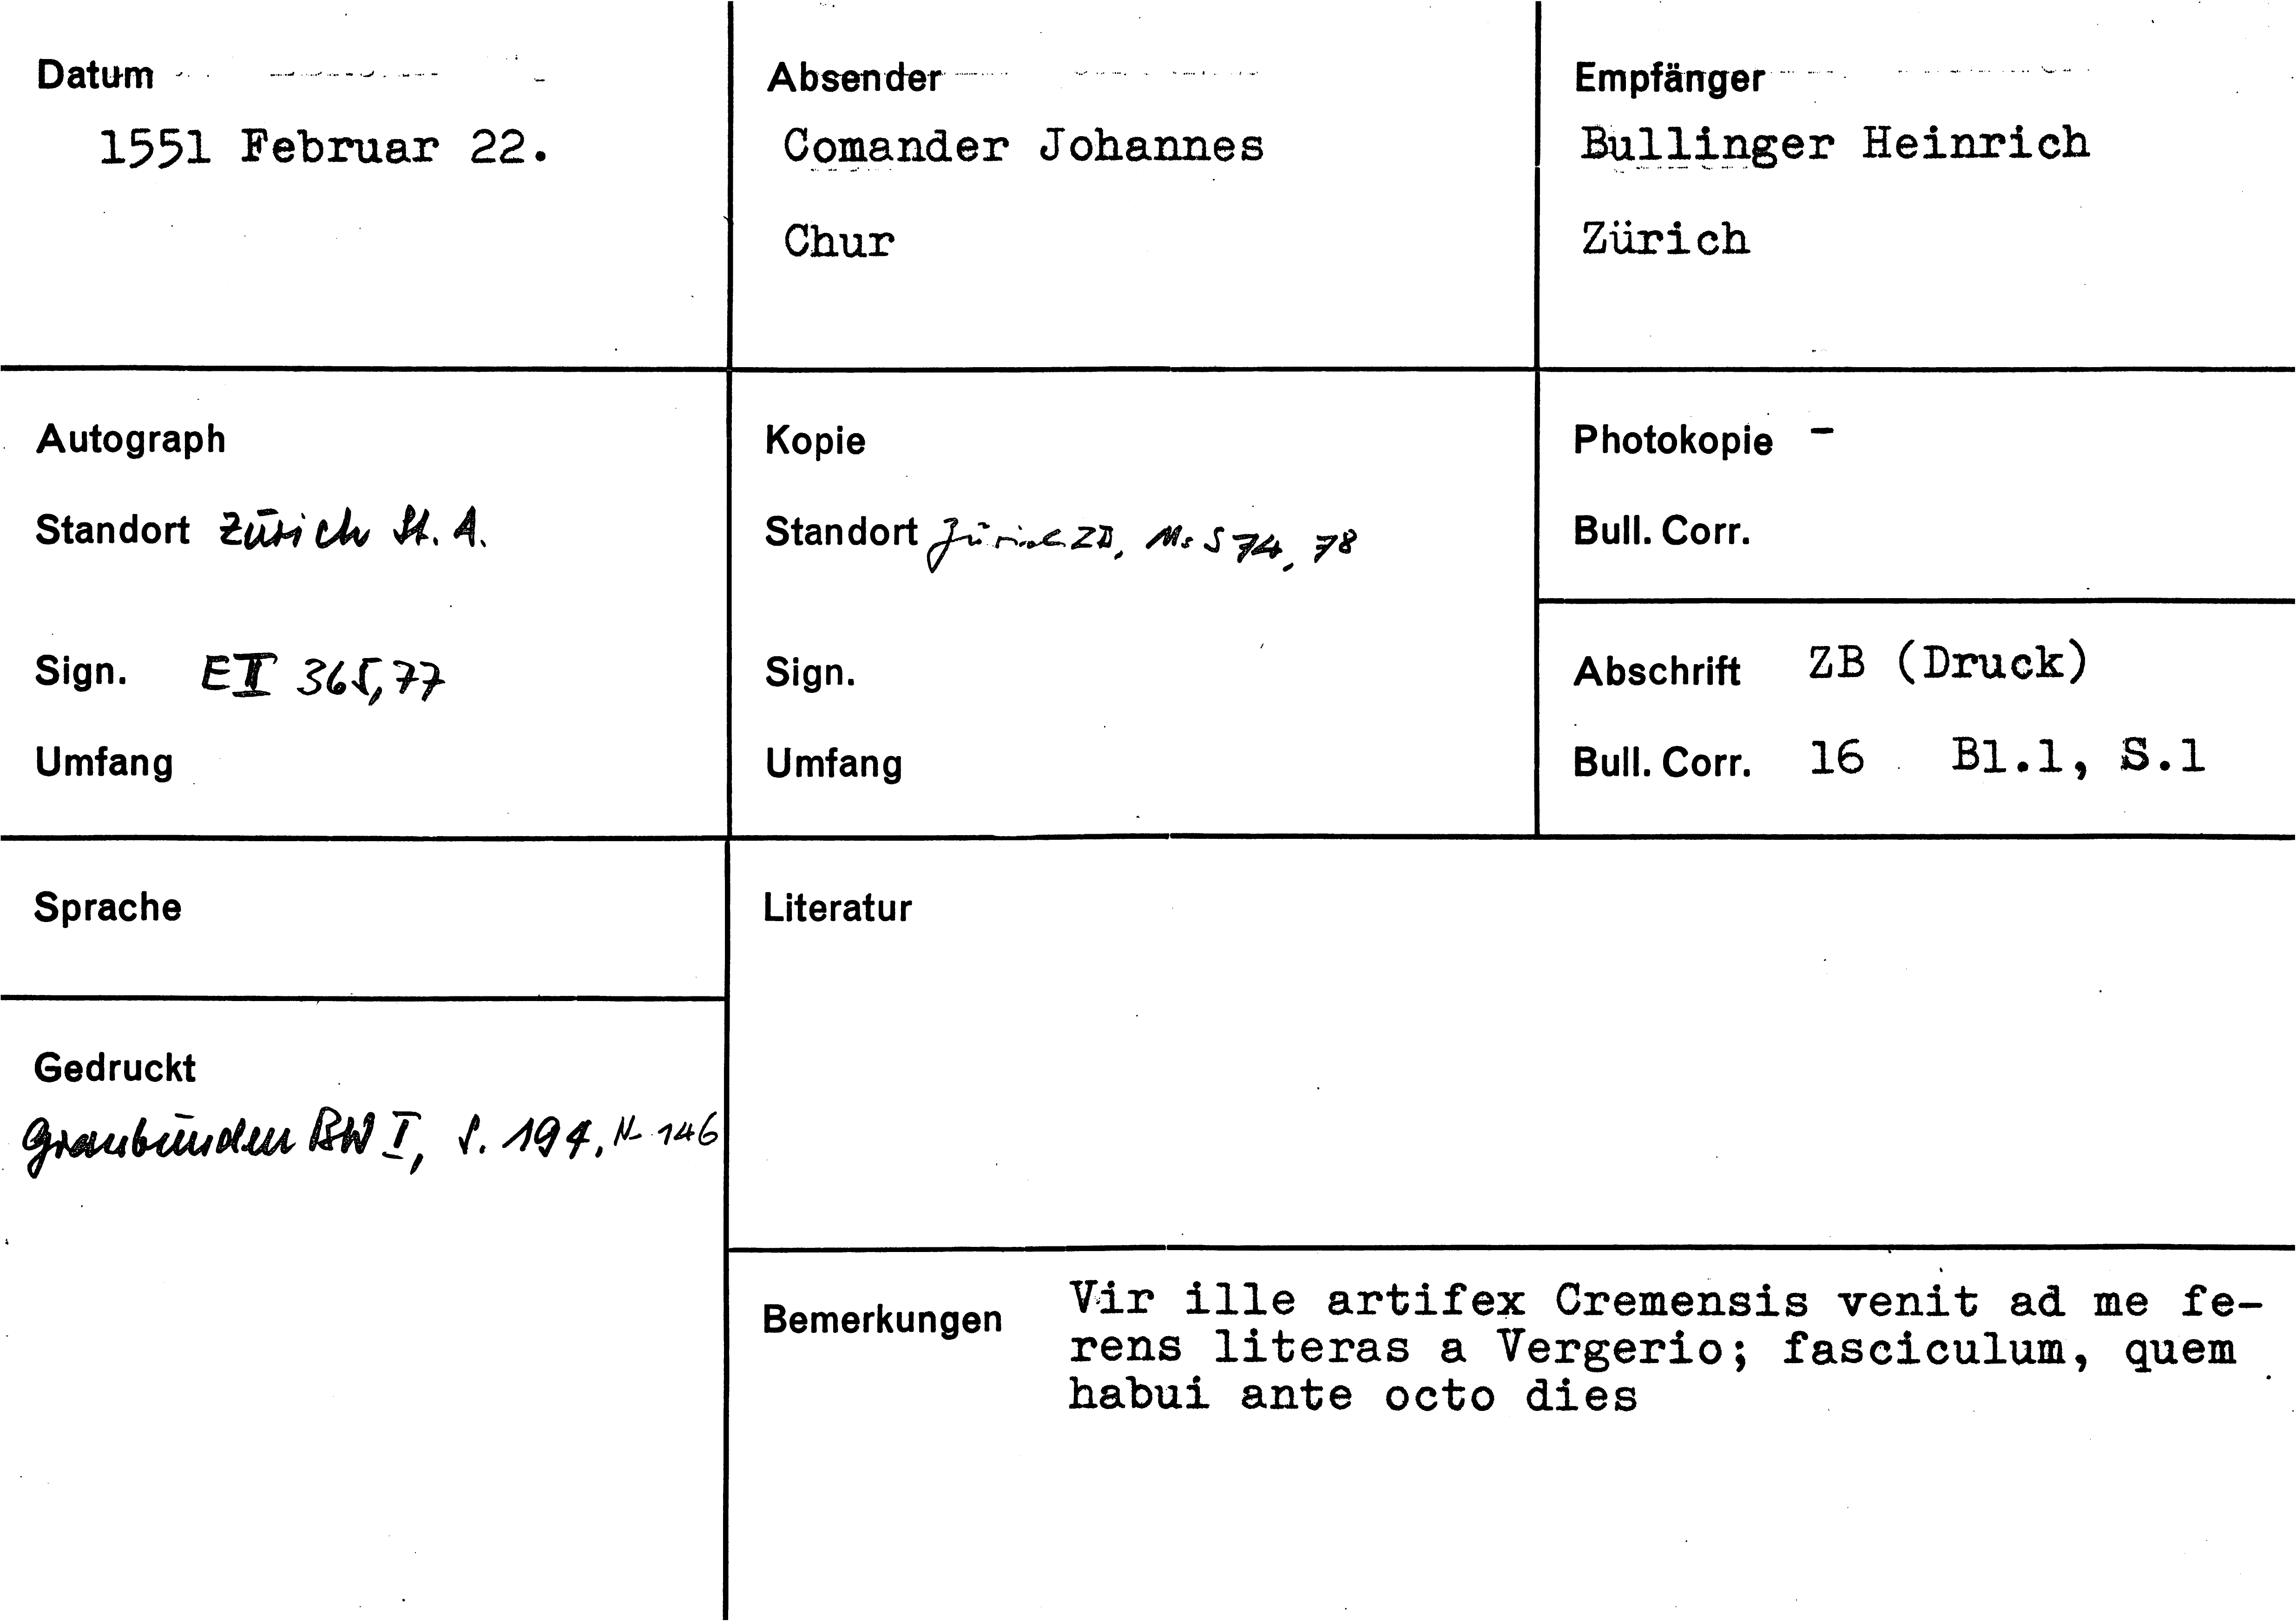 Datum
1551 Februar 22.
Absender
Comander Johannes
Chur
Empfänger
Bullinger Heinrich
Zürich
Autograph
Standort Zürich St. A.
Sign. E II 365,77
Umfang
Kopie
Standort Zürich ZB, Ms S 74, 78
Sign.
Umfang
Photokopie -
Bull. Corr.
Abschrift ZB (Druck)
Bull. Corr. 16 Bl.1, S.1
Sprache
Gedruckt
Graubünden BW I, S. 194, N. 146
Literatur
Bemerkungen Vir ille artifex Cremensis venit ad me fe-
rens literas a Vergerio; fasciculum, quem
habui ante octo dies